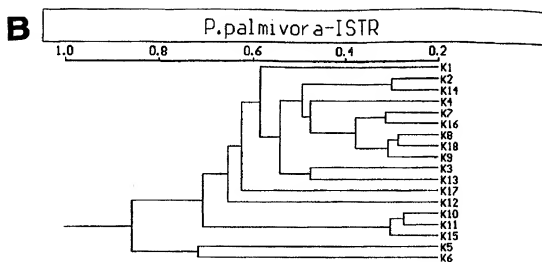 B
P.palmivora-ISTR
1.0 0.8 0.6 0.4 0.2
K1
K2
K14
K4
K7
K16
K8
K18
K9
K3
K13
K17
K12
K10
K11
K15
K5
K6